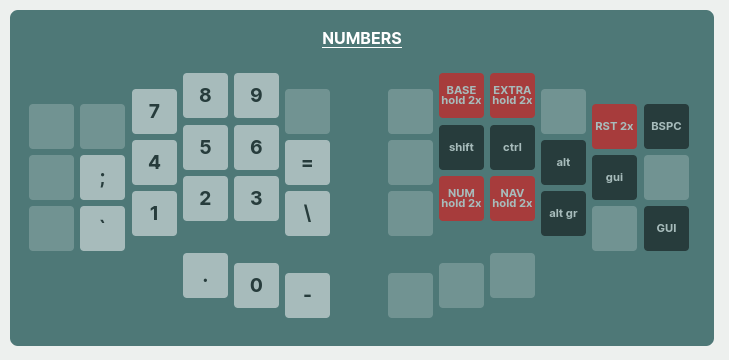 NUMBERS
7 8 9
BASE
hold 2x
EXTRA
hold 2x
RST 2x
BSPC
; 4 5 6 =
shift
ctrl
alt
gui
` 1 2 3 \
NUM
hold 2x
NAV
hold 2x
alt gr
GUI
. 0 -